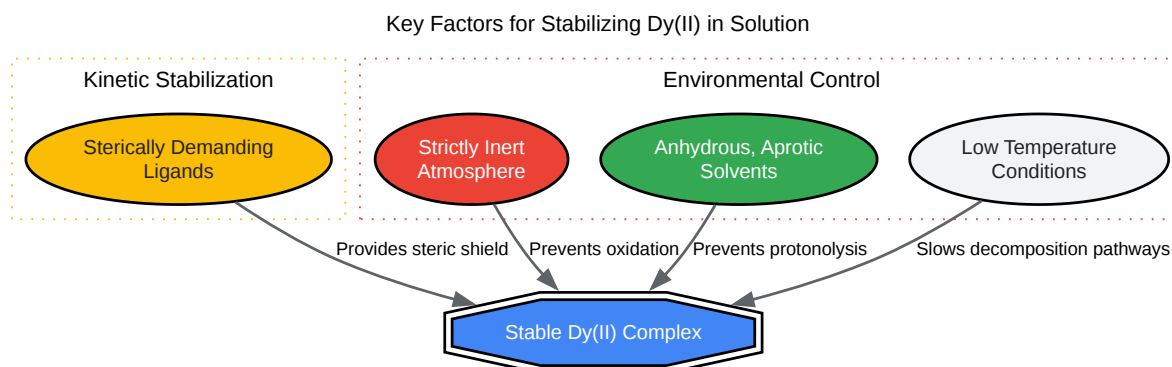 Key Factors for Stabilizing Dy(II) in Solution
Kinetic Stabilization
Environmental Control
Sterically Demanding
Ligands
Strictly Inert
Atmosphere
Anhydrous, Aprotic
Solvents
Low Temperature
Conditions
Provides steric shield
Prevents oxidation
Prevents protonolysis
Slows decomposition pathways
Stable Dy(II) Complex